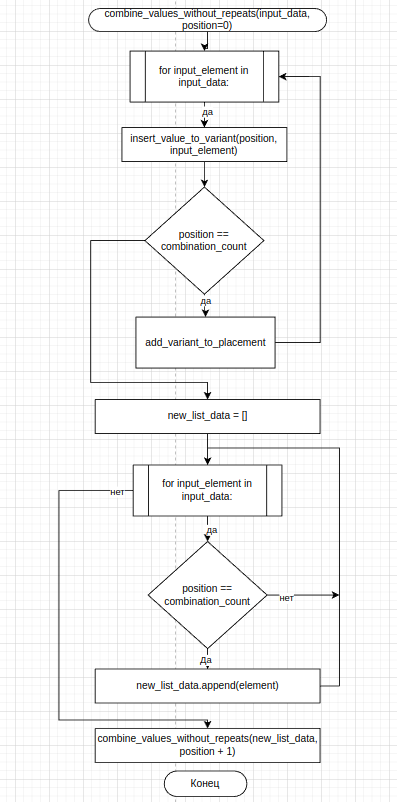 combine_values_without_repeats(input_data,
position=0)
for input_element in
input_data:
да
insert_value_to_variant(position,
input_element)
position ==
combination_count
да
add_variant_to_placement
new_list_data = []
for input_element in
input_data:
нет
да
position ==
combination_count
нет
Да
new_list_data.append(element)
combine_values_without_repeats(new_list_data,
position + 1)
Конец